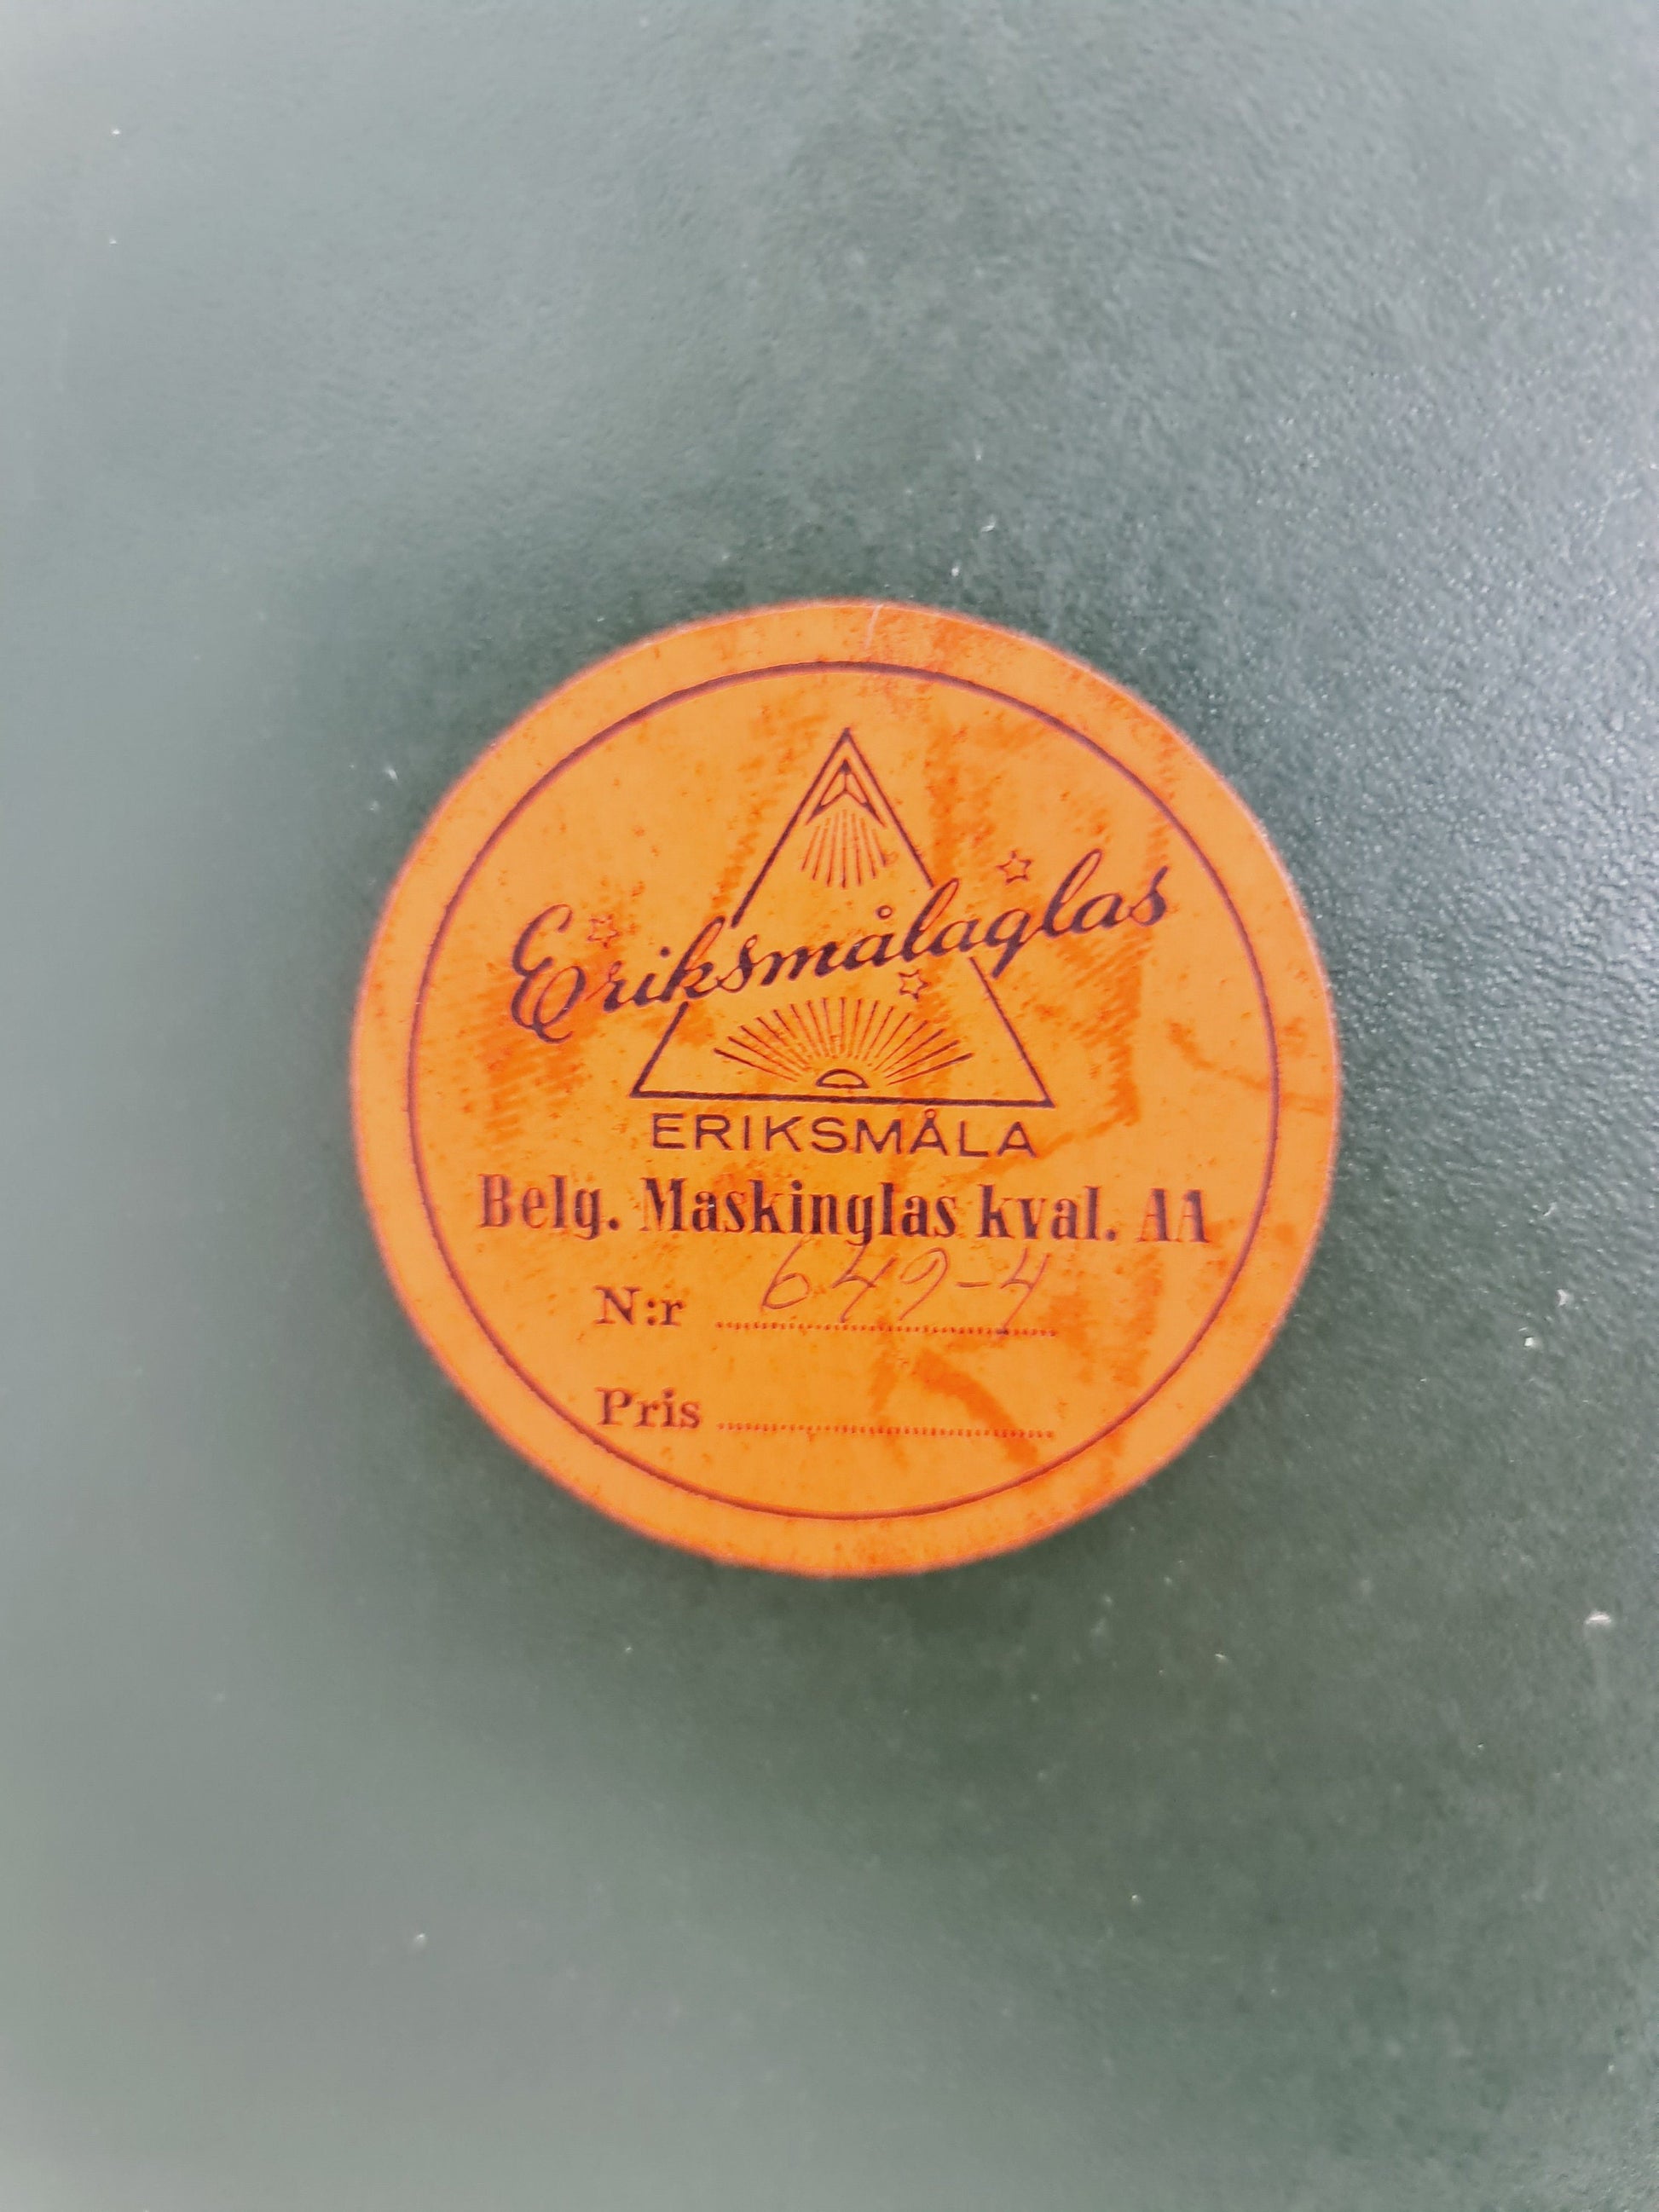 Eriksmålaglas
ERIKSMÅLA
Belg. Maskinglas kval. AA
N:r 649-4
Pris